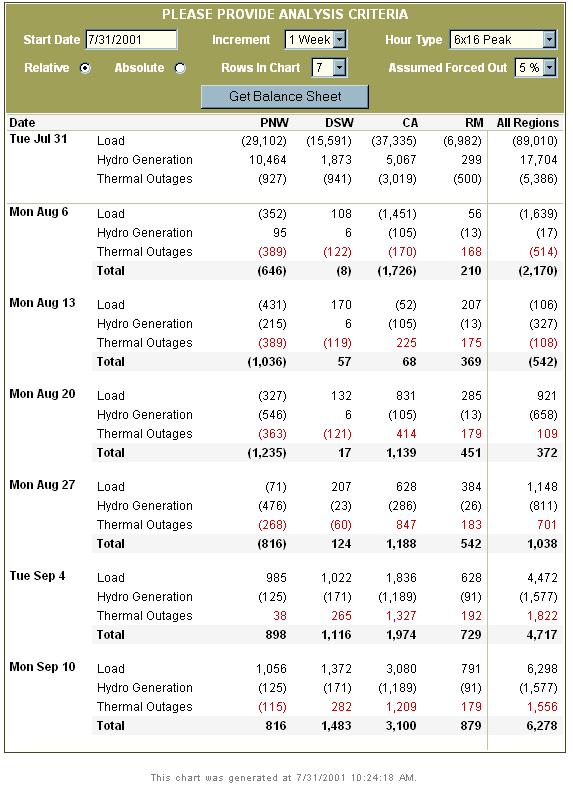 PLEASE PROVIDE ANALYSIS CRITERIA
Start Date 7/31/2001 Increment 1 Week Hour Type 6x16 Peak
Relative Absolute Rows In Chart 7 Assumed Forced Out 5 %
Get Balance Sheet
Date PNW DSW CA RM All Regions
Tue Jul 31 Load (29,102) (15,591) (37,335) (6,982) (89,010)
Hydro Generation 10,464 1,873 5,067 299 17,704
Thermal Outages (927) (941) (3,019) (500) (5,386)
Mon Aug 6 Load (352) 108 (1,451) 56 (1,639)
Hydro Generation 95 6 (105) (13) (17)
Thermal Outages (389) (122) (170) 168 (514)
Total (646) (8) (1,726) 210 (2,170)
Mon Aug 13 Load (431) 170 (52) 207 (106)
Hydro Generation (215) 6 (105) (13) (327)
Thermal Outages (389) (119) 225 175 (108)
Total (1,036) 57 68 369 (542)
Mon Aug 20 Load (327) 132 831 285 921
Hydro Generation (546) 6 (105) (13) (658)
Thermal Outages (363) (121) 414 179 109
Total (1,235) 17 1,139 451 372
Mon Aug 27 Load (71) 207 628 384 1,148
Hydro Generation (476) (23) (286) (26) (811)
Thermal Outages (268) (60) 847 183 701
Total (816) 124 1,188 542 1,038
Tue Sep 4 Load 985 1,022 1,836 628 4,472
Hydro Generation (125) (171) (1,189) (91) (1,577)
Thermal Outages 38 265 1,327 192 1,822
Total 898 1,116 1,974 729 4,717
Mon Sep 10 Load 1,056 1,372 3,080 791 6,298
Hydro Generation (125) (171) (1,189) (91) (1,577)
Thermal Outages (115) 282 1,209 179 1,556
Total 816 1,483 3,100 879 6,278
This chart was generated at 7/31/2001 10:24:18 AM.